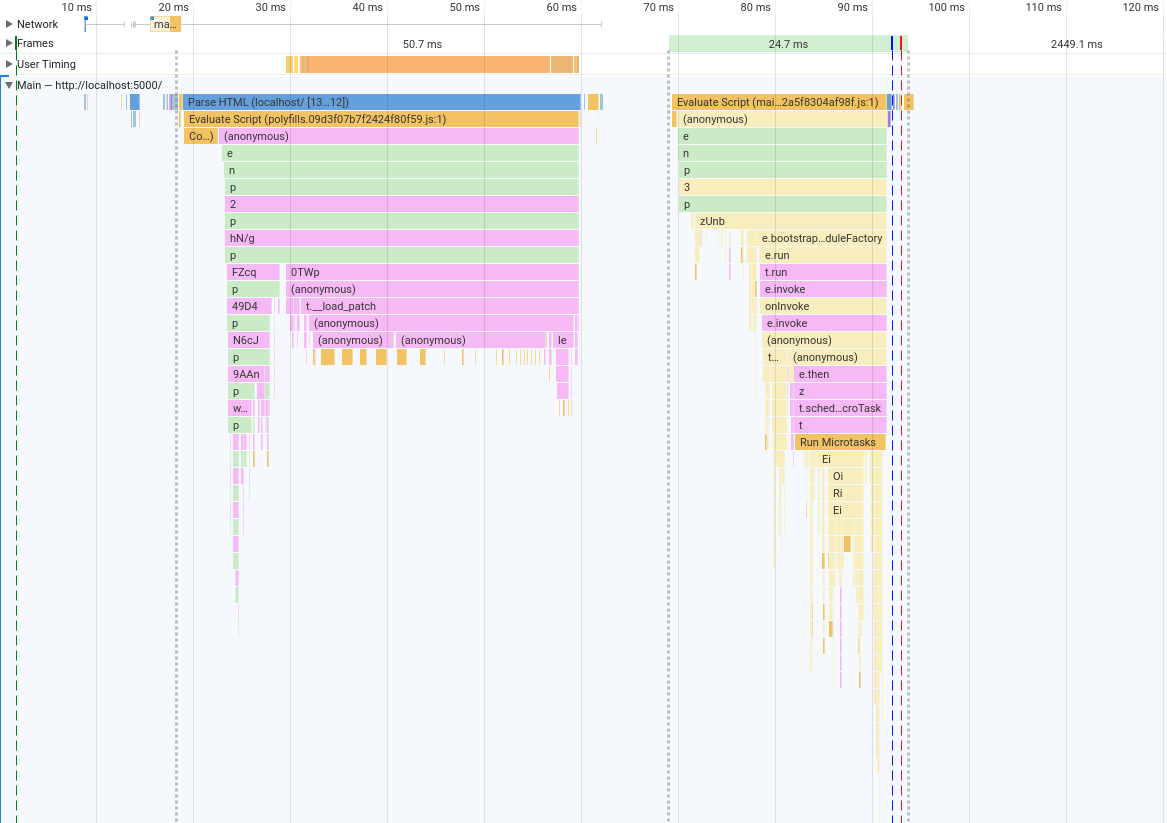 10 ms 20 ms 30 ms 40 ms 50 ms 60 ms 70 ms 80 ms 90 ms 100 ms 110 ms 120 ms
Network ma...
Frames 50.7 ms 24.7 ms 2449.1 ms
User Timing
Main — http://localhost:5000/
Parse HTML (localhost/ [13…12]) Evaluate Script (mai…2a5f8304af98f.js:1)
Evaluate Script (polyfills.09d3f07b7f2424f80f59.js:1) (anonymous)
Co…) (anonymous) e
e n
n p
p 3
2 p
p zUnb
hN/g e.bootstrap…duleFactory
p e.run
FZcq 0TWp t.run
p (anonymous) e.invoke
49D4 t.__load_patch onInvoke
p (anonymous) e.invoke
N6cJ (anonymous) (anonymous) le (anonymous)
p t… (anonymous)
9AAn e.then
p z
w… t.sched…croTask
p t
Run Microtasks
Ei
Oi
Ri
Ei